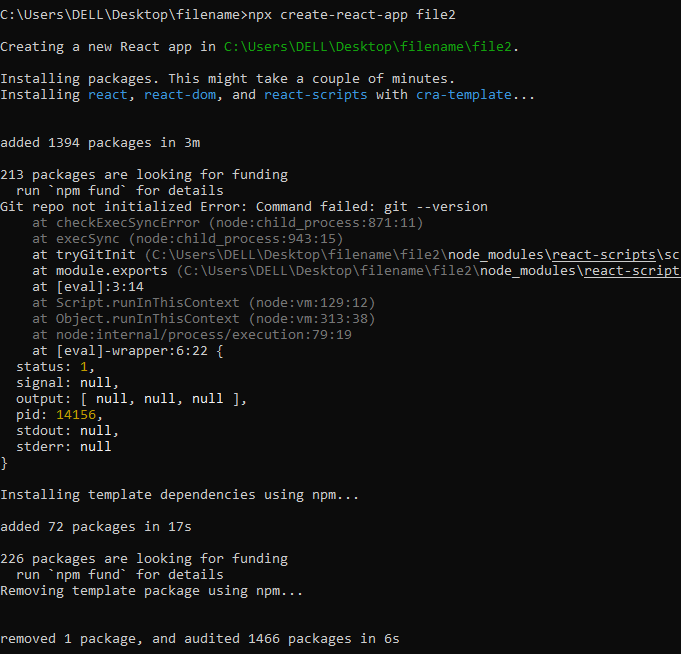 C:\Users\DELL\Desktop\filename>npx create-react-app file2
Creating a new React app in C:\Users\DELL\Desktop\filename\file2.
Installing packages. This might take a couple of minutes.
Installing react, react-dom, and react-scripts with cra-template...
added 1394 packages in 3m
213 packages are looking for funding
  run `npm fund` for details
Git repo not initialized Error: Command failed: git --version
    at checkExecSyncError (node:child_process:871:11)
    at execSync (node:child_process:943:15)
    at tryGitInit (C:\Users\DELL\Desktop\filename\file2\node_modules\react-scripts\sc
    at module.exports (C:\Users\DELL\Desktop\filename\file2\node_modules\react-script
    at [eval]:3:14
    at Script.runInThisContext (node:vm:129:12)
    at Object.runInThisContext (node:vm:313:38)
    at node:internal/process/execution:79:19
    at [eval]-wrapper:6:22 {
  status: 1,
  signal: null,
  output: [ null, null, null ],
  pid: 14156,
  stdout: null,
  stderr: null
}
Installing template dependencies using npm...
added 72 packages in 17s
226 packages are looking for funding
  run `npm fund` for details
Removing template package using npm...
removed 1 package, and audited 1466 packages in 6s